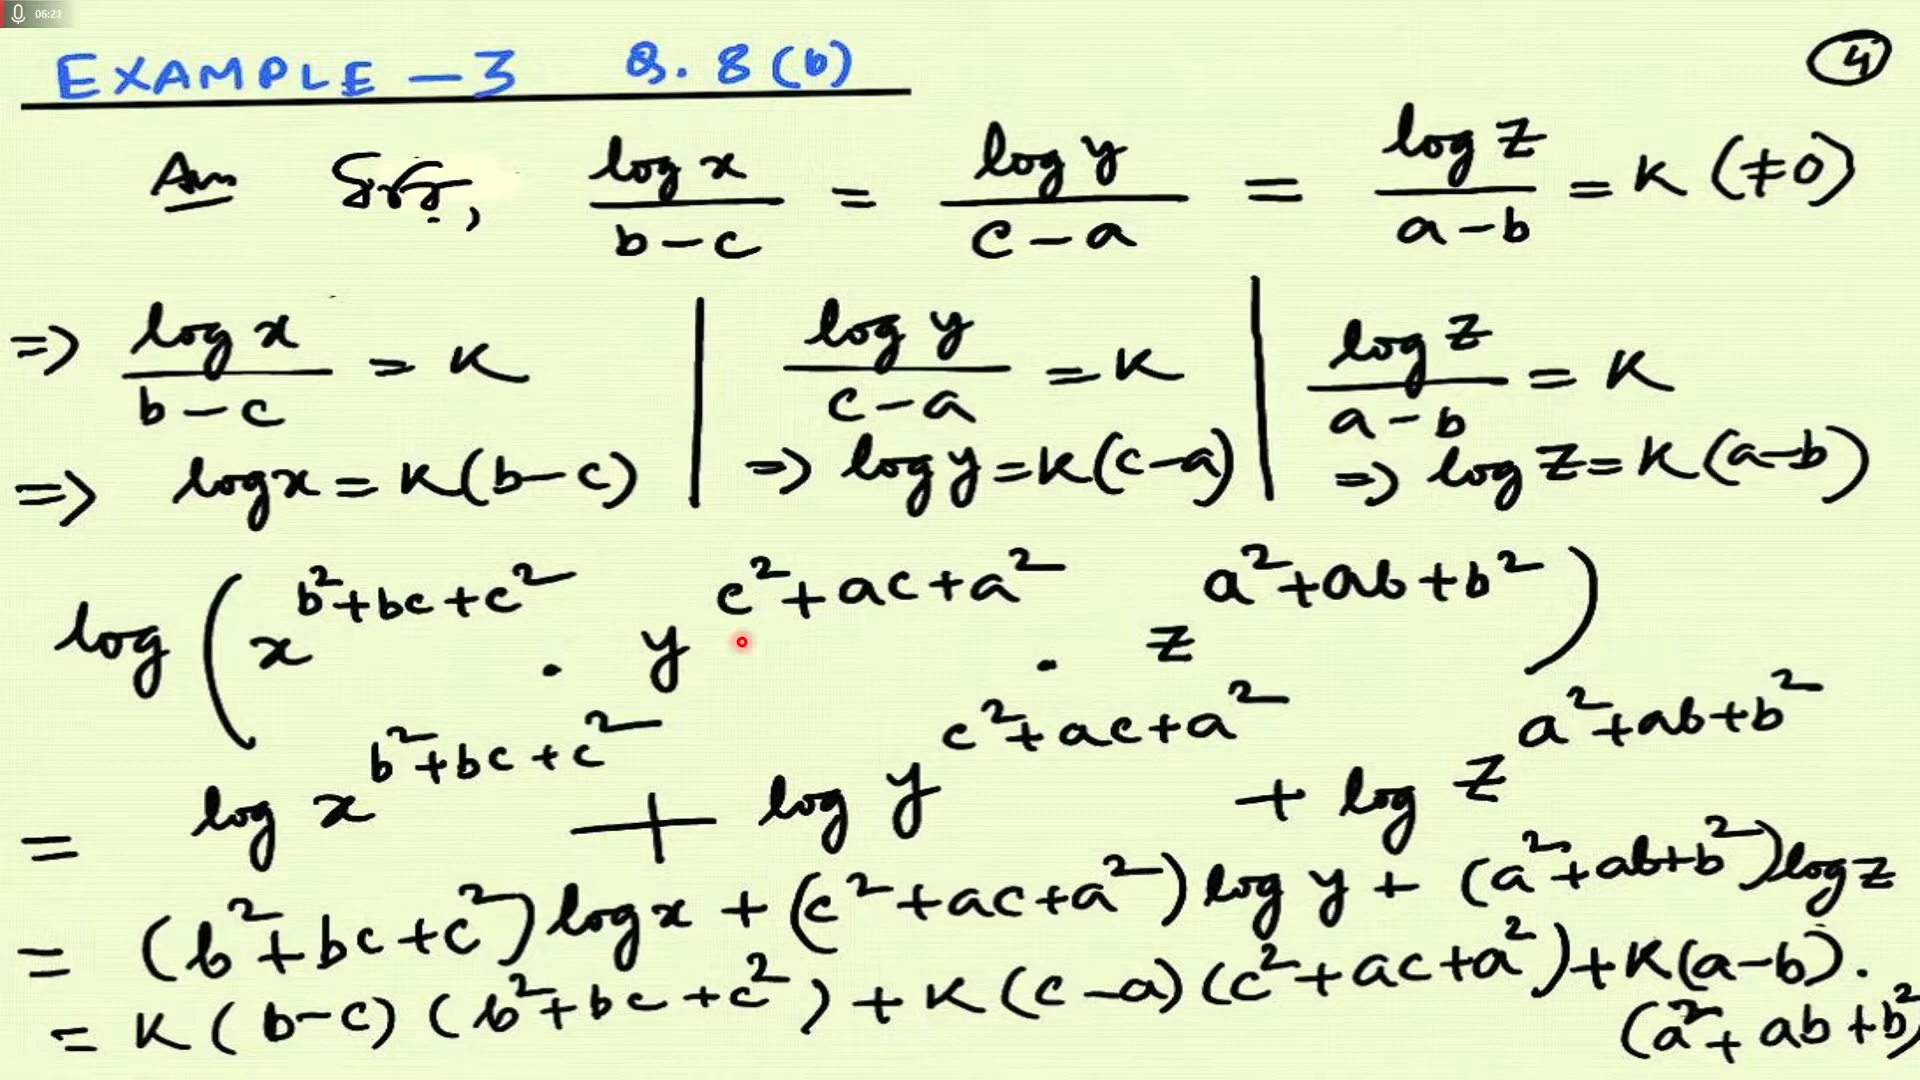 06:21
EXAMPLE - 3 Q. 8 (b) 4
Ans ধরি, log x / b - c = log y / c - a = log z / a - b = K (≠0)
=> log x / b - c = K | log y / c - a = K | log z / a - b = K
=> log x = K (b - c) | => log y = K (c - a) | => log z = K (a - b)
log ( x^(b²+bc+c²) . y^(c²+ac+a²) . z^(a²+ab+b²) )
= log x^(b²+bc+c²) + log y^(c²+ac+a²) + log z^(a²+ab+b²)
= (b²+bc+c²) log x + (c²+ac+a²) log y + (a²+ab+b²) log z
= K (b-c) (b²+bc+c²) + K (c-a) (c²+ac+a²) + K (a-b) .
(a²+ab+b²)